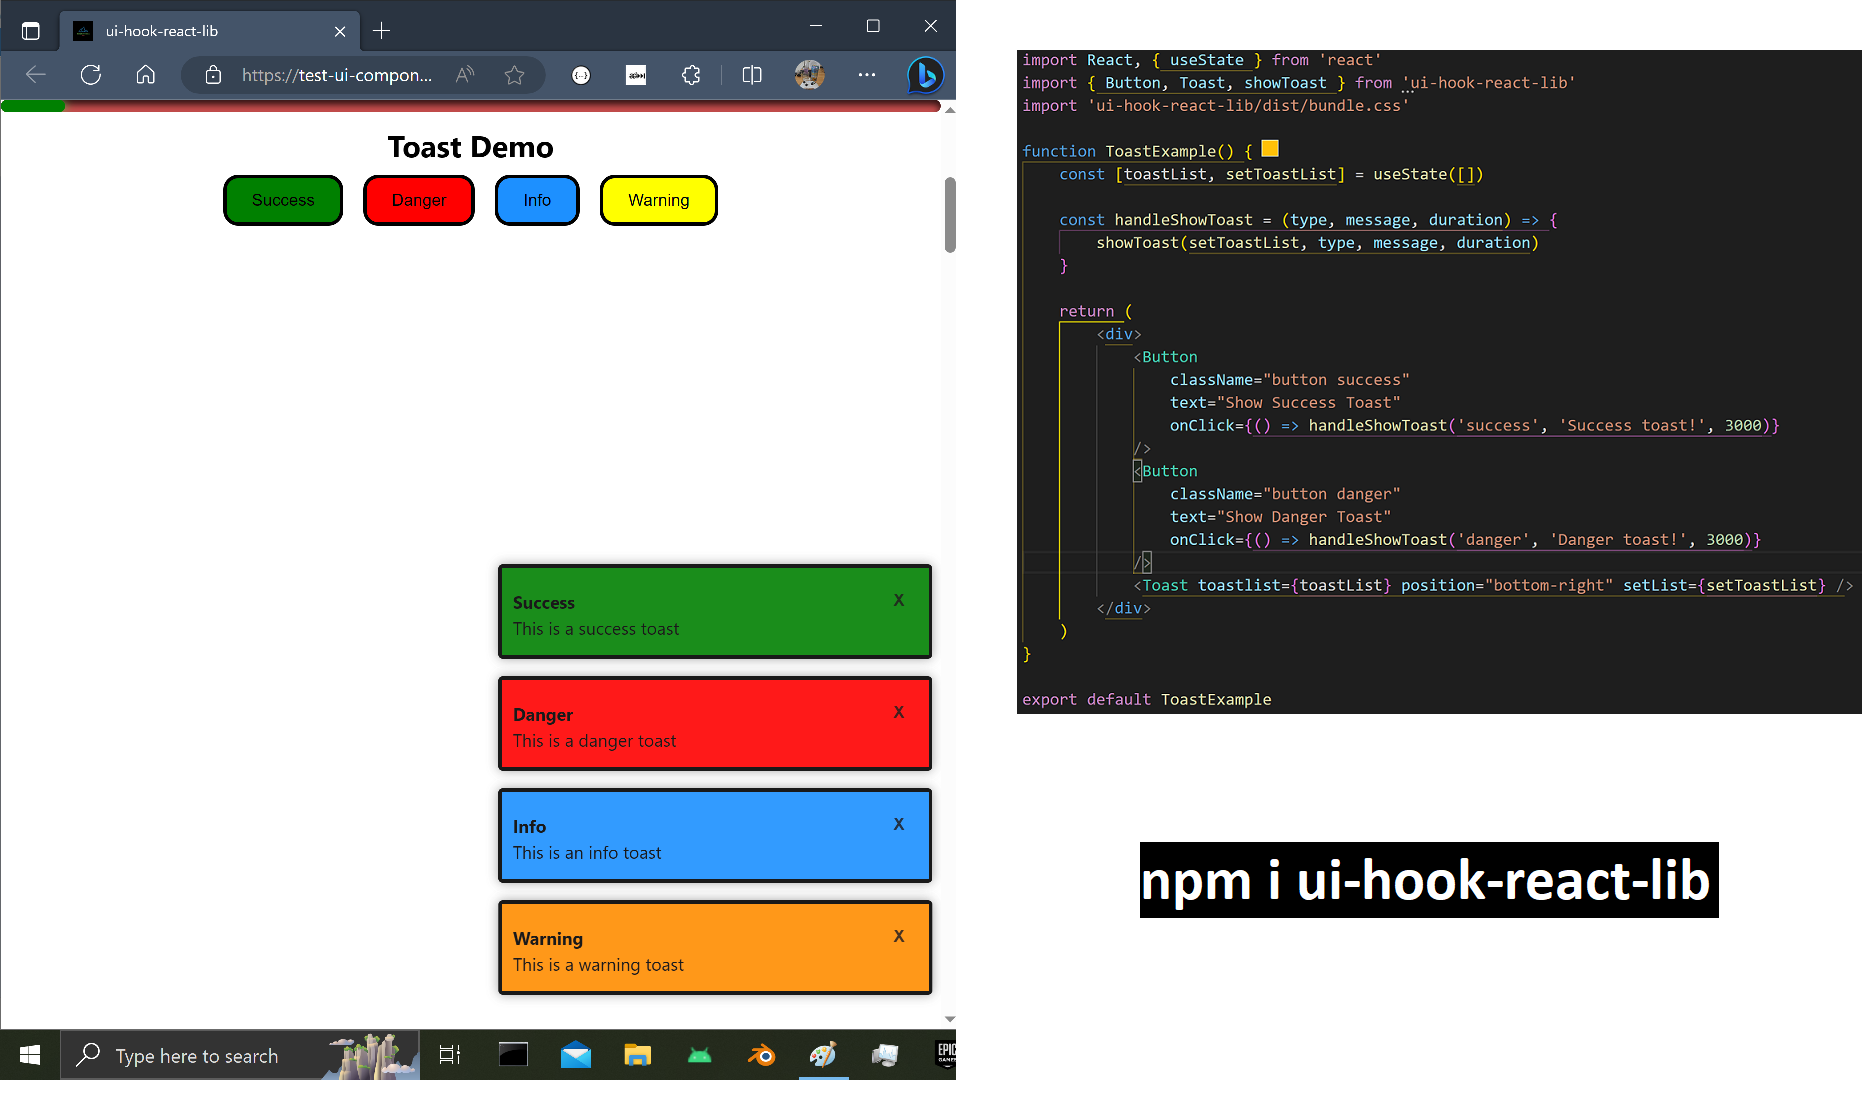 ui-hook-react-lib
https://test-ui-compon...
Toast Demo
Success Danger Info Warning
Success X
This is a success toast
Danger X
This is a danger toast
Info X
This is an info toast
Warning X
This is a warning toast
Type here to search
EPIC
GAMES
import React, { useState } from 'react'
import { Button, Toast, showToast } from 'ui-hook-react-lib'
import 'ui-hook-react-lib/dist/bundle.css'
function ToastExample() {
const [toastList, setToastList] = useState([])
const handleShowToast = (type, message, duration) => {
showToast(setToastList, type, message, duration)
}
return (
<div>
<Button
className="button success"
text="Show Success Toast"
onClick={() => handleShowToast('success', 'Success toast!', 3000)}
/>
<Button
className="button danger"
text="Show Danger Toast"
onClick={() => handleShowToast('danger', 'Danger toast!', 3000)}
/>
<Toast toastlist={toastList} position="bottom-right" setList={setToastList} />
</div>
)
}
export default ToastExample
npm i ui-hook-react-lib